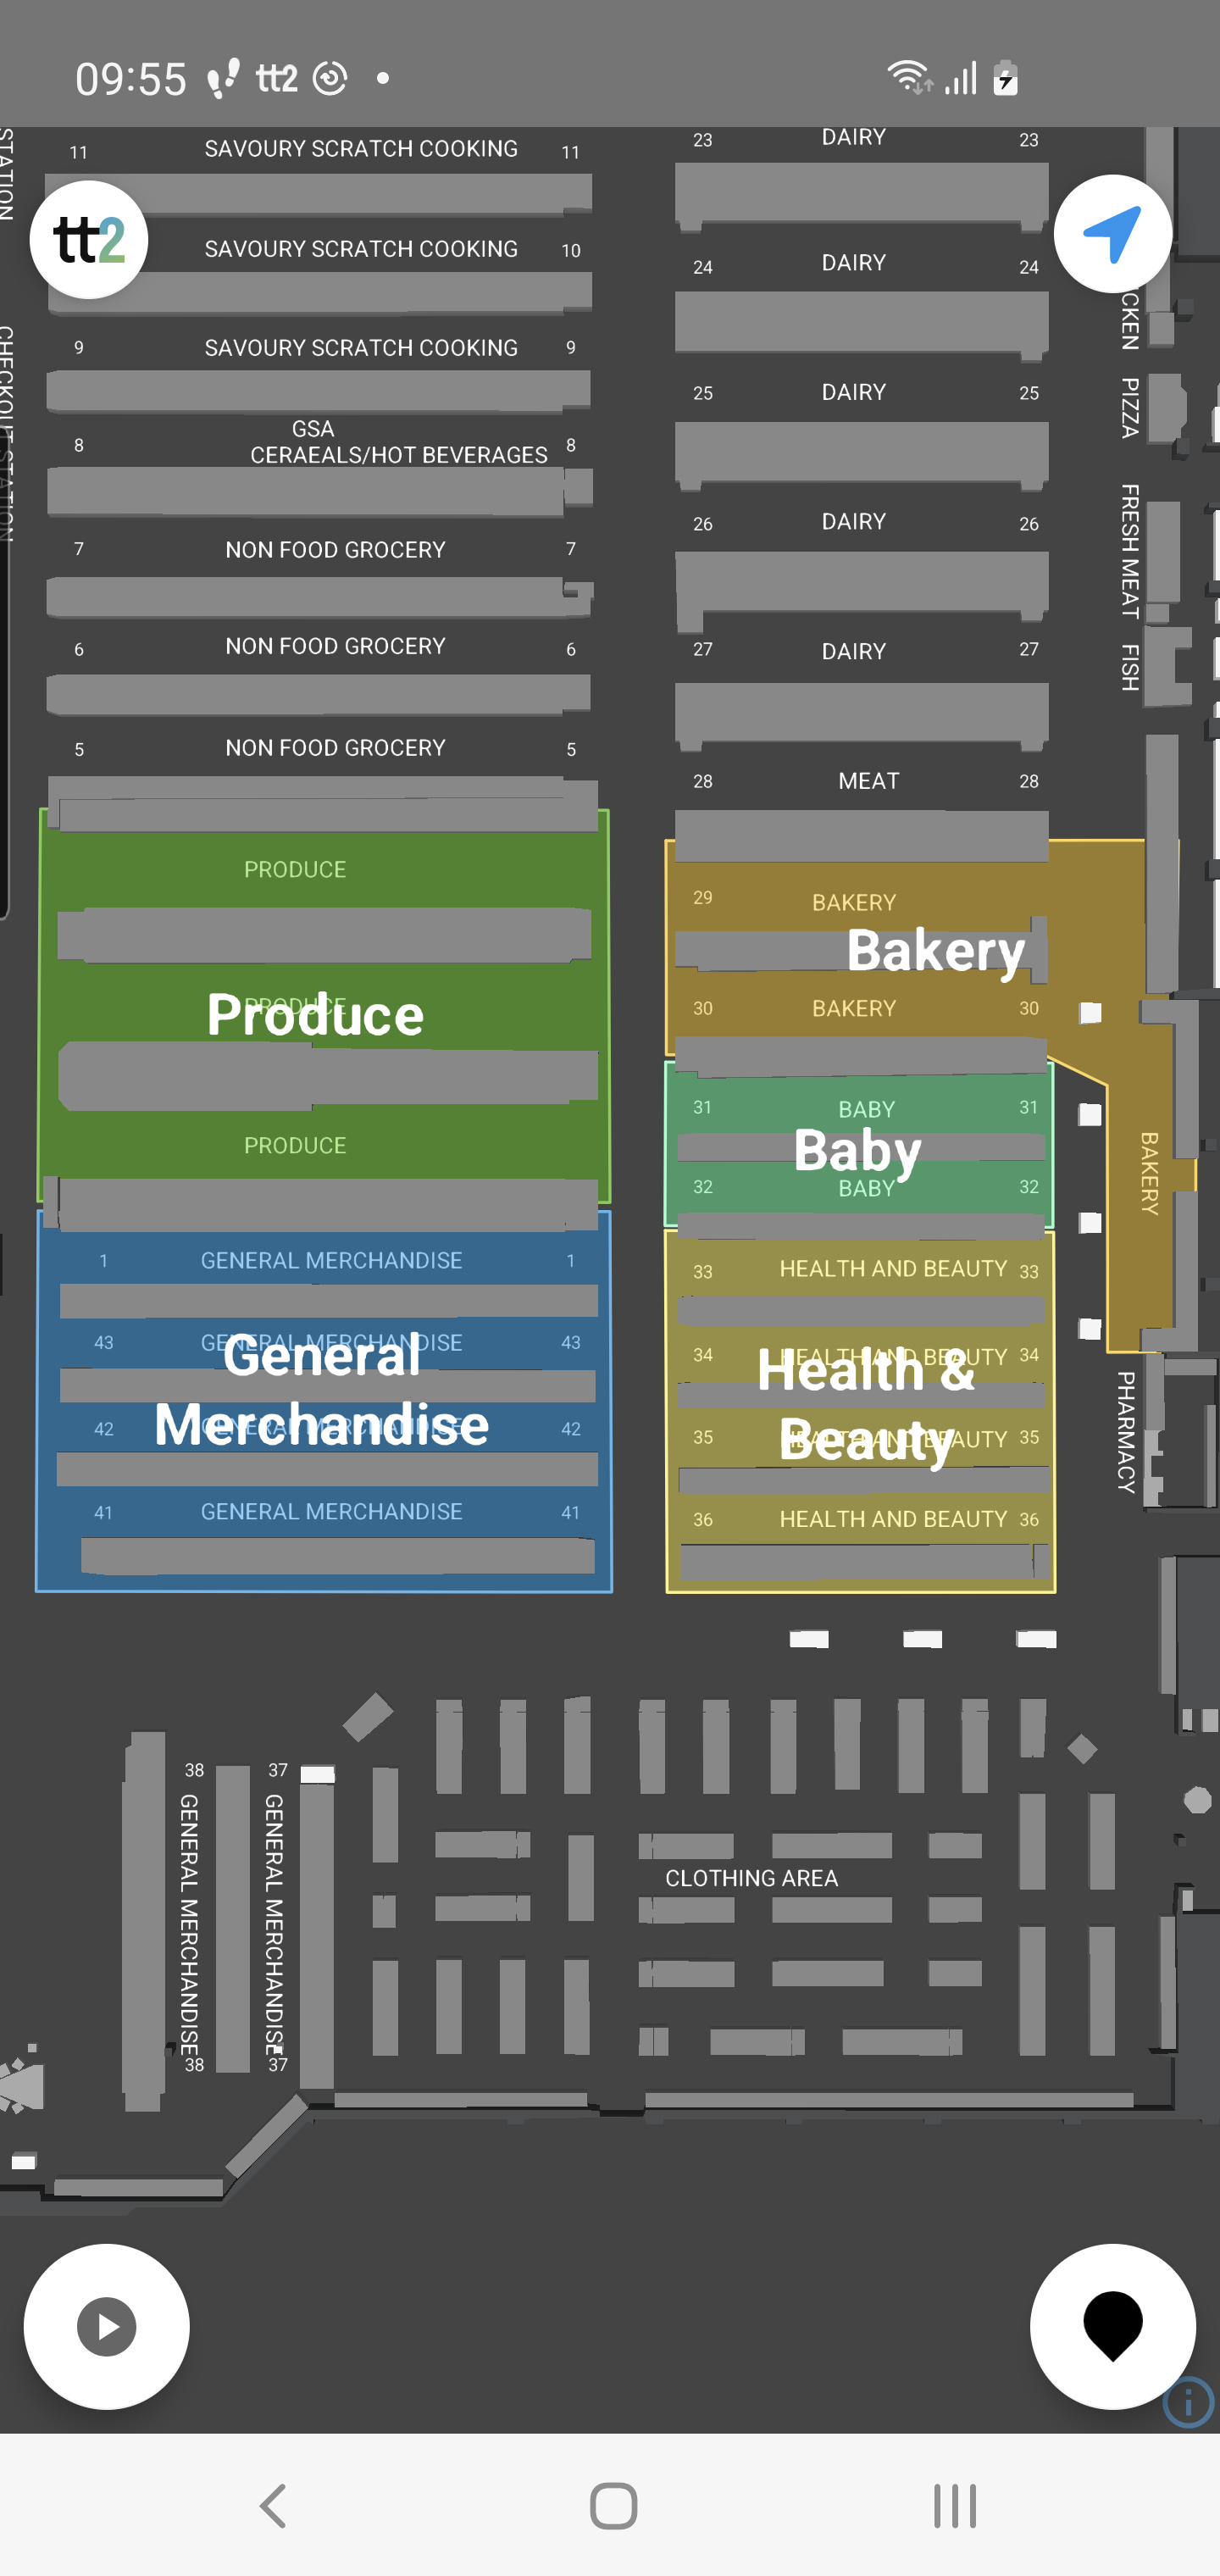 09:55 tt2
STATION
11 SAVOURY SCRATCH COOKING 11
23 DAIRY 23
tt2
SAVOURY SCRATCH COOKING 10
24 DAIRY 24
CKEN
CHECKOUT STATION
9 SAVOURY SCRATCH COOKING 9
25 DAIRY 25
PIZZA
GSA
8 CERAEALS/HOT BEVERAGES 8
26 DAIRY 26
FRESH MEAT
7 NON FOOD GROCERY 7
6 NON FOOD GROCERY 6
27 DAIRY 27
FISH
5 NON FOOD GROCERY 5
28 MEAT 28
PRODUCE
29 BAKERY
Bakery
PRODUCE
Produce
30 BAKERY 30
PRODUCE
31 BABY 31
Baby
32 BABY 32
BAKERY
1 GENERAL MERCHANDISE 1
33 HEALTH AND BEAUTY 33
43 GENERAL MERCHANDISE 43
General
Merchandise
42 GENERAL MERCHANDISE 42
34 HEALTH AND BEAUTY 34
Health &
Beauty
35 HEALTH AND BEAUTY 35
41 GENERAL MERCHANDISE 41
36 HEALTH AND BEAUTY 36
PHARMACY
38 GENERAL MERCHANDISE 38
37 GENERAL MERCHANDISE 37
CLOTHING AREA